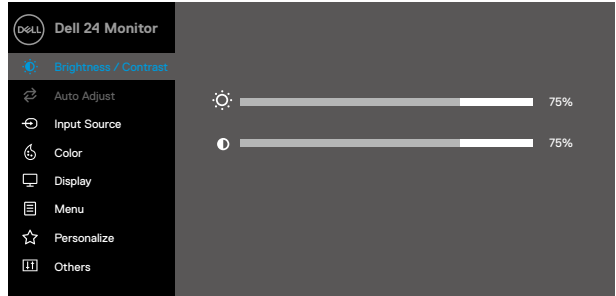 DELL Dell 24 Monitor
Brightness / Contrast
Auto Adjust
75%
Input Source
Color
75%
Display
Menu
Personalize
Others